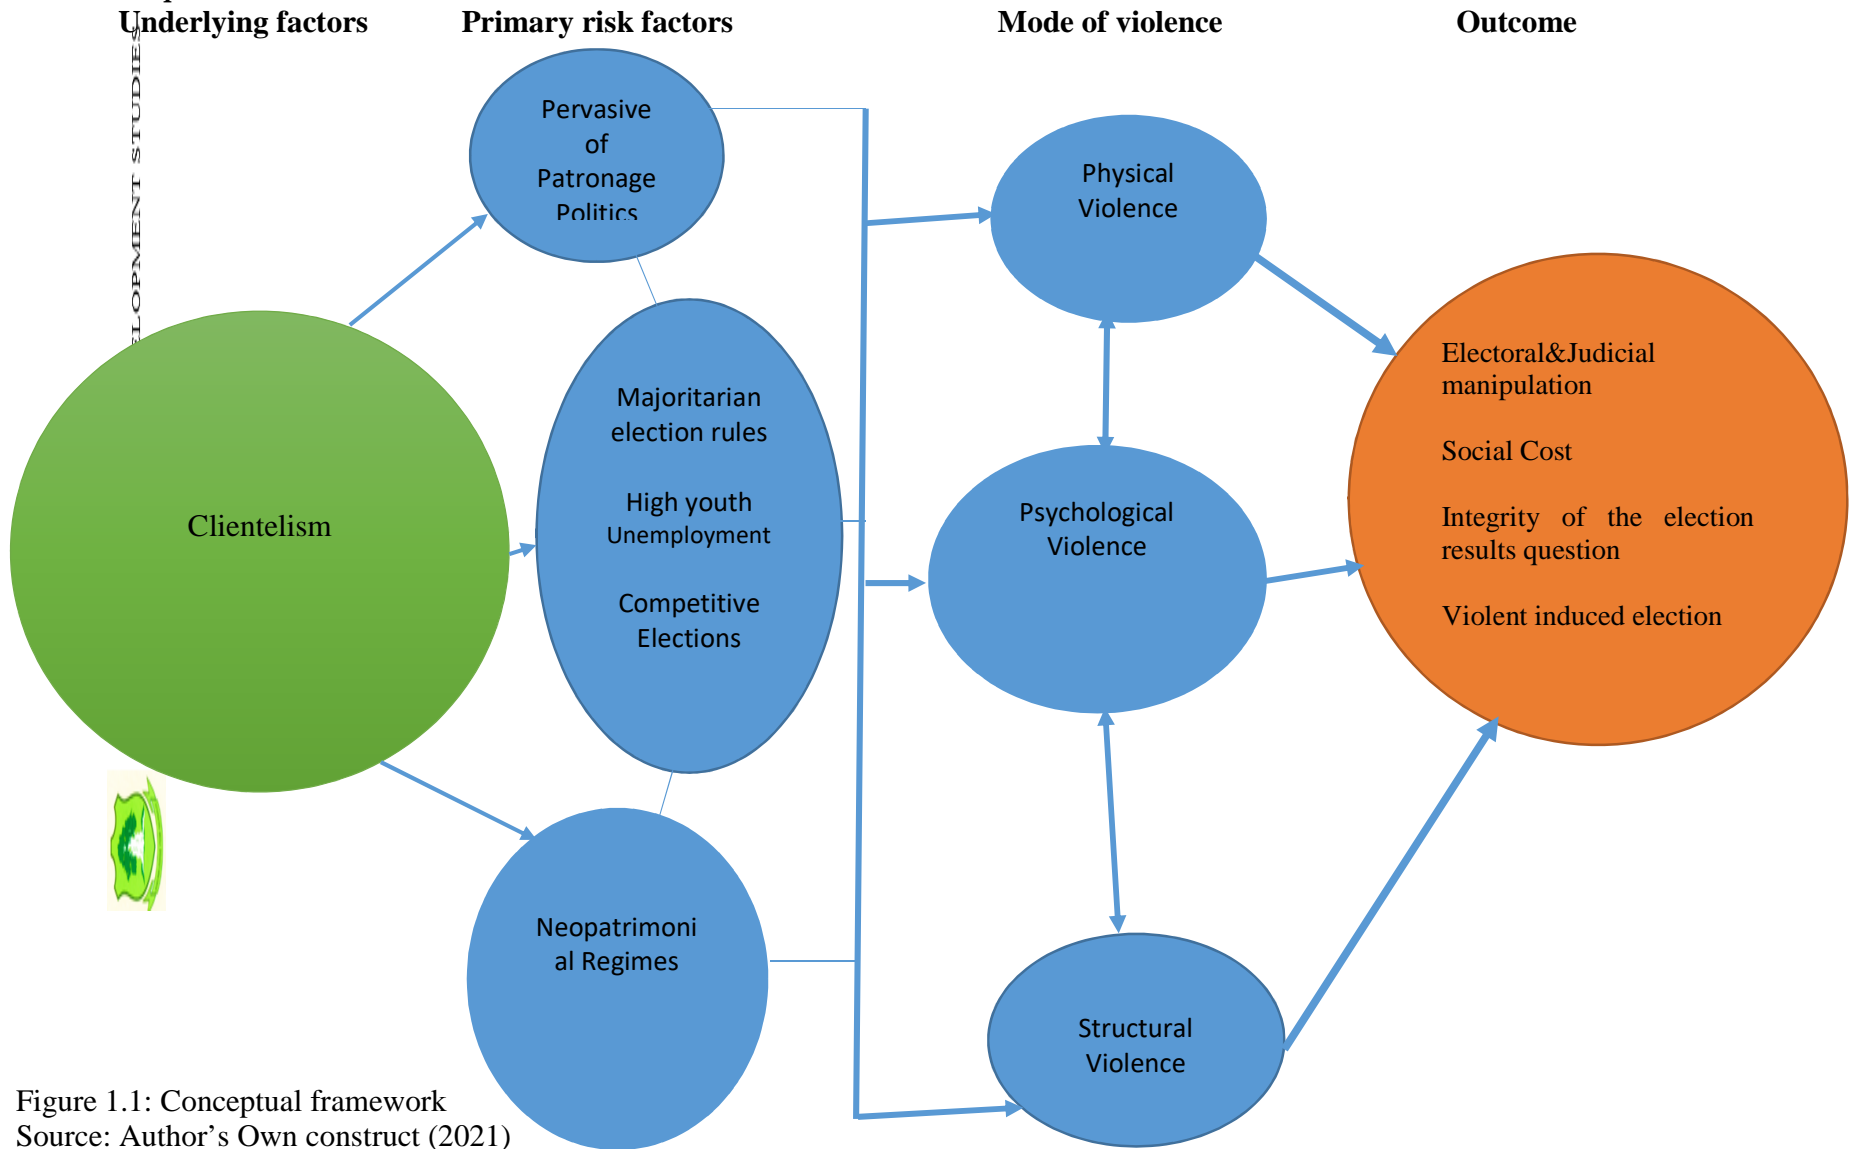 Underlying factors Primary risk factors Mode of violence Outcome
ELOPMENT STUDIES
Pervasive
of
Patronage
Politics
Physical
Violence
Majoritarian
election rules
High youth
Unemployment
Competitive
Elections
Clientelism
Psychological
Violence
Electoral&Judicial
manipulation
Social Cost
Integrity of the election
results question
Violent induced election
Neopatrimoni
al Regimes
Structural
Violence
Figure 1.1: Conceptual framework
Source: Author’s Own construct (2021)